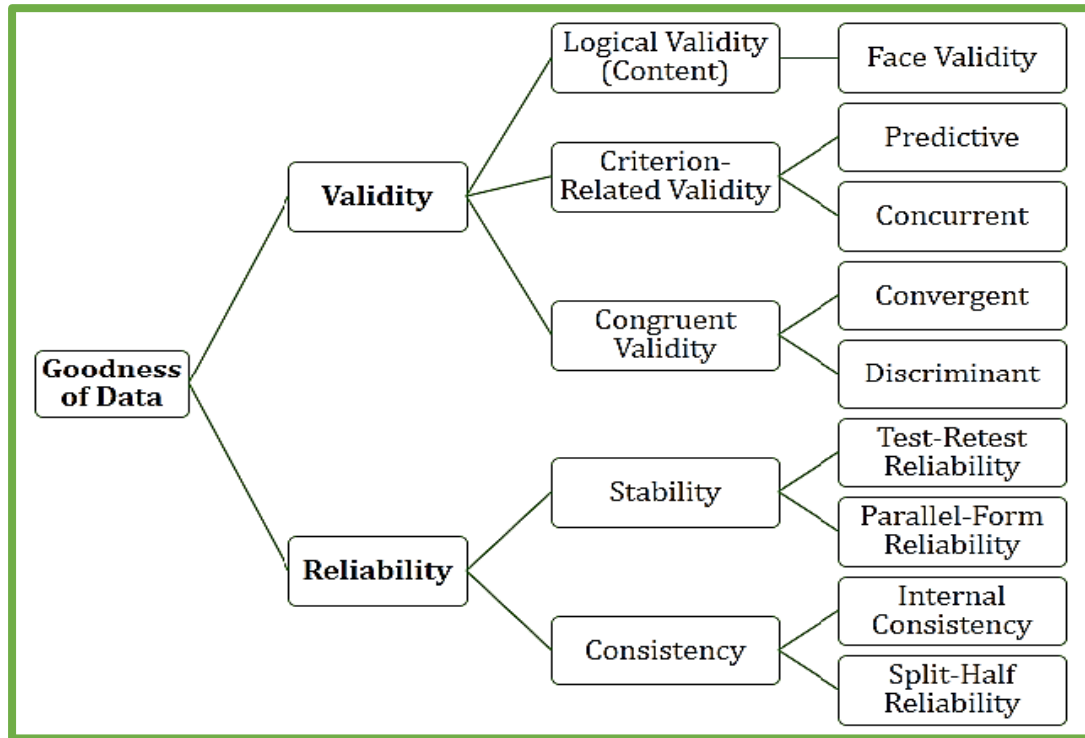 Goodness
of Data
Validity
Logical Validity
(Content)
Face Validity
Criterion-
Related Validity
Predictive
Concurrent
Congruent
Validity
Convergent
Discriminant
Reliability
Stability
Test-Retest
Reliability
Parallel-Form
Reliability
Consistency
Internal
Consistency
Split-Half
Reliability